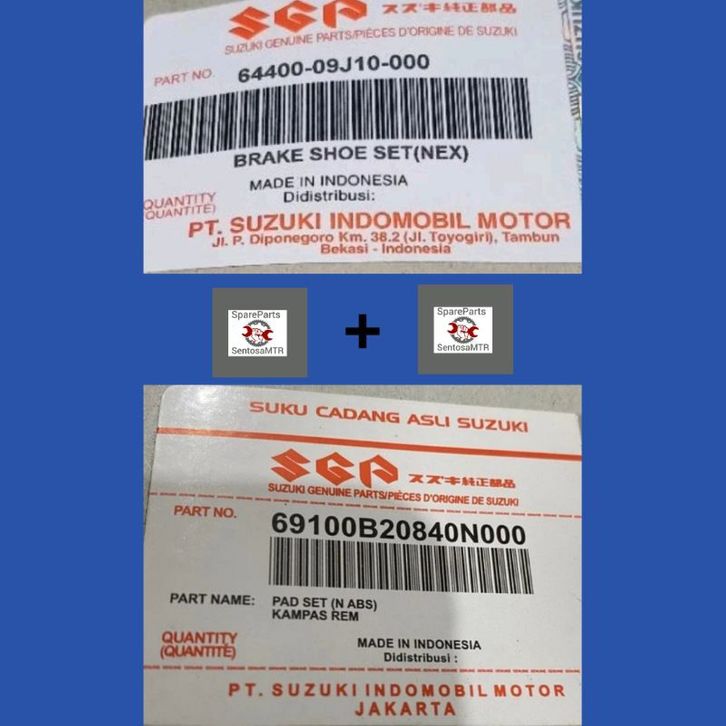 SGP スズキ純正部品
SUZUKI GENUINE PARTS/PIÈCES D'ORIGINE DE SUZUKI
PART NO. 64400-09J10-000
BRAKE SHOE SET(NEX)
MADE IN INDONESIA
QUANTITY
(QUANTITÉ)
Didistribusi:
PT. SUZUKI INDOMOBIL MOTOR
Jl. P. Diponegoro Km. 38.2 (Jl. Toyogiri), Tambun
Bekasi - Indonesia
SpareParts
SentosaMTR
+
SpareParts
SentosaMTR
SUKU CADANG ASLI SUZUKI
SGP スズキ純正部品
SUZUKI GENUINE PARTS/PIÈCES D'ORIGINE DE SUZUKI
PART NO. 69100B20840N000
PART NAME: PAD SET (N ABS)
KAMPAS REM
QUANTITY
(QUANTITÉ)
MADE IN INDONESIA
Didistribusi :
PT. SUZUKI INDOMOBIL MOTOR
JAKARTA